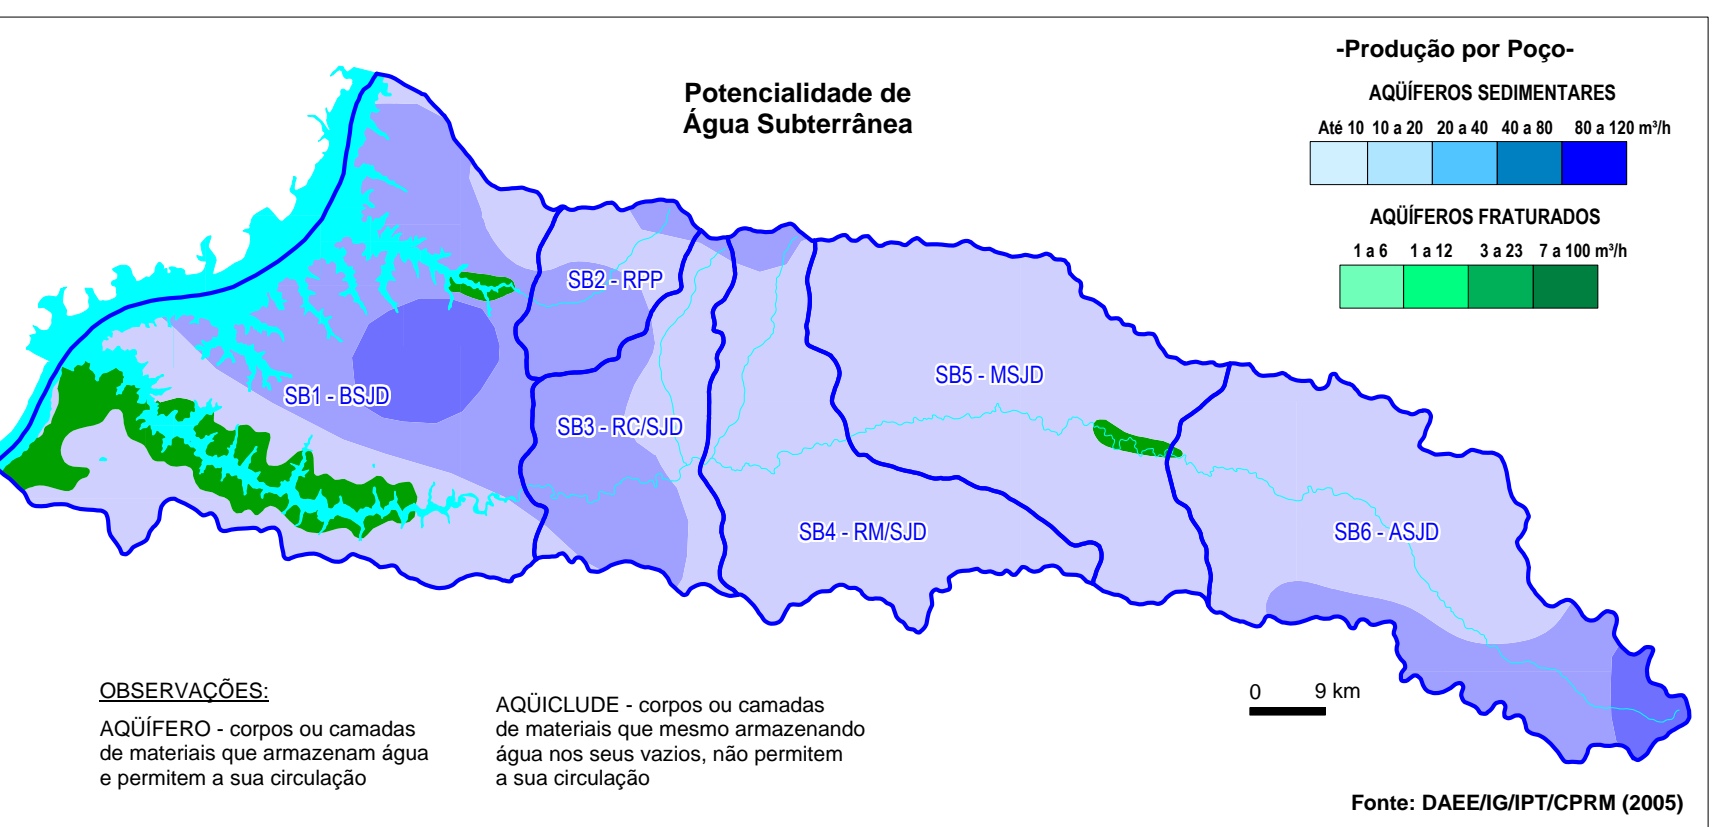 Potencialidade de
Água Subterrânea
-Produção por Poço-
AQÜÍFEROS SEDIMENTARES
Até 10 10 a 20 20 a 40 40 a 80 80 a 120 m³/h
AQÜÍFEROS FRATURADOS
1 a 6 1 a 12 3 a 23 7 a 100 m³/h
SB2 - RPP
SB1 - BSJD
SB3 - RC/SJD
SB5 - MSJD
SB4 - RM/SJD
SB6 - ASJD
0 9 km
OBSERVAÇÕES:
AQÜÍFERO - corpos ou camadas
de materiais que armazenam água
e permitem a sua circulação
AQÜICLUDE - corpos ou camadas
de materiais que mesmo armazenando
água nos seus vazios, não permitem
a sua circulação
Fonte: DAEE/IG/IPT/CPRM (2005)